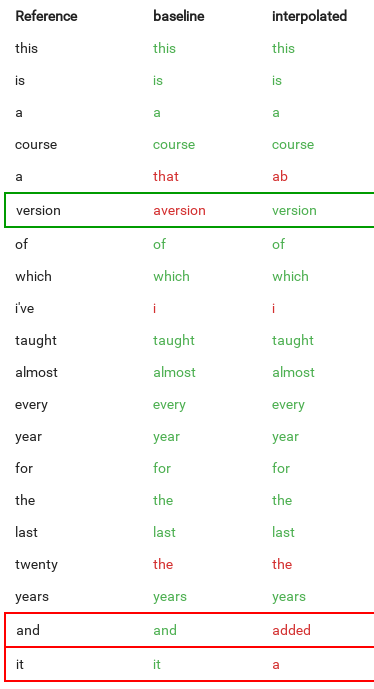 Reference baseline interpolated
this this this
is is is
a a a
course course course
a that ab
version aversion version
of of of
which which which
i've i i
taught taught taught
almost almost almost
every every every
year year year
for for for
the the the
last last last
twenty the the
years years years
and and added
it it a